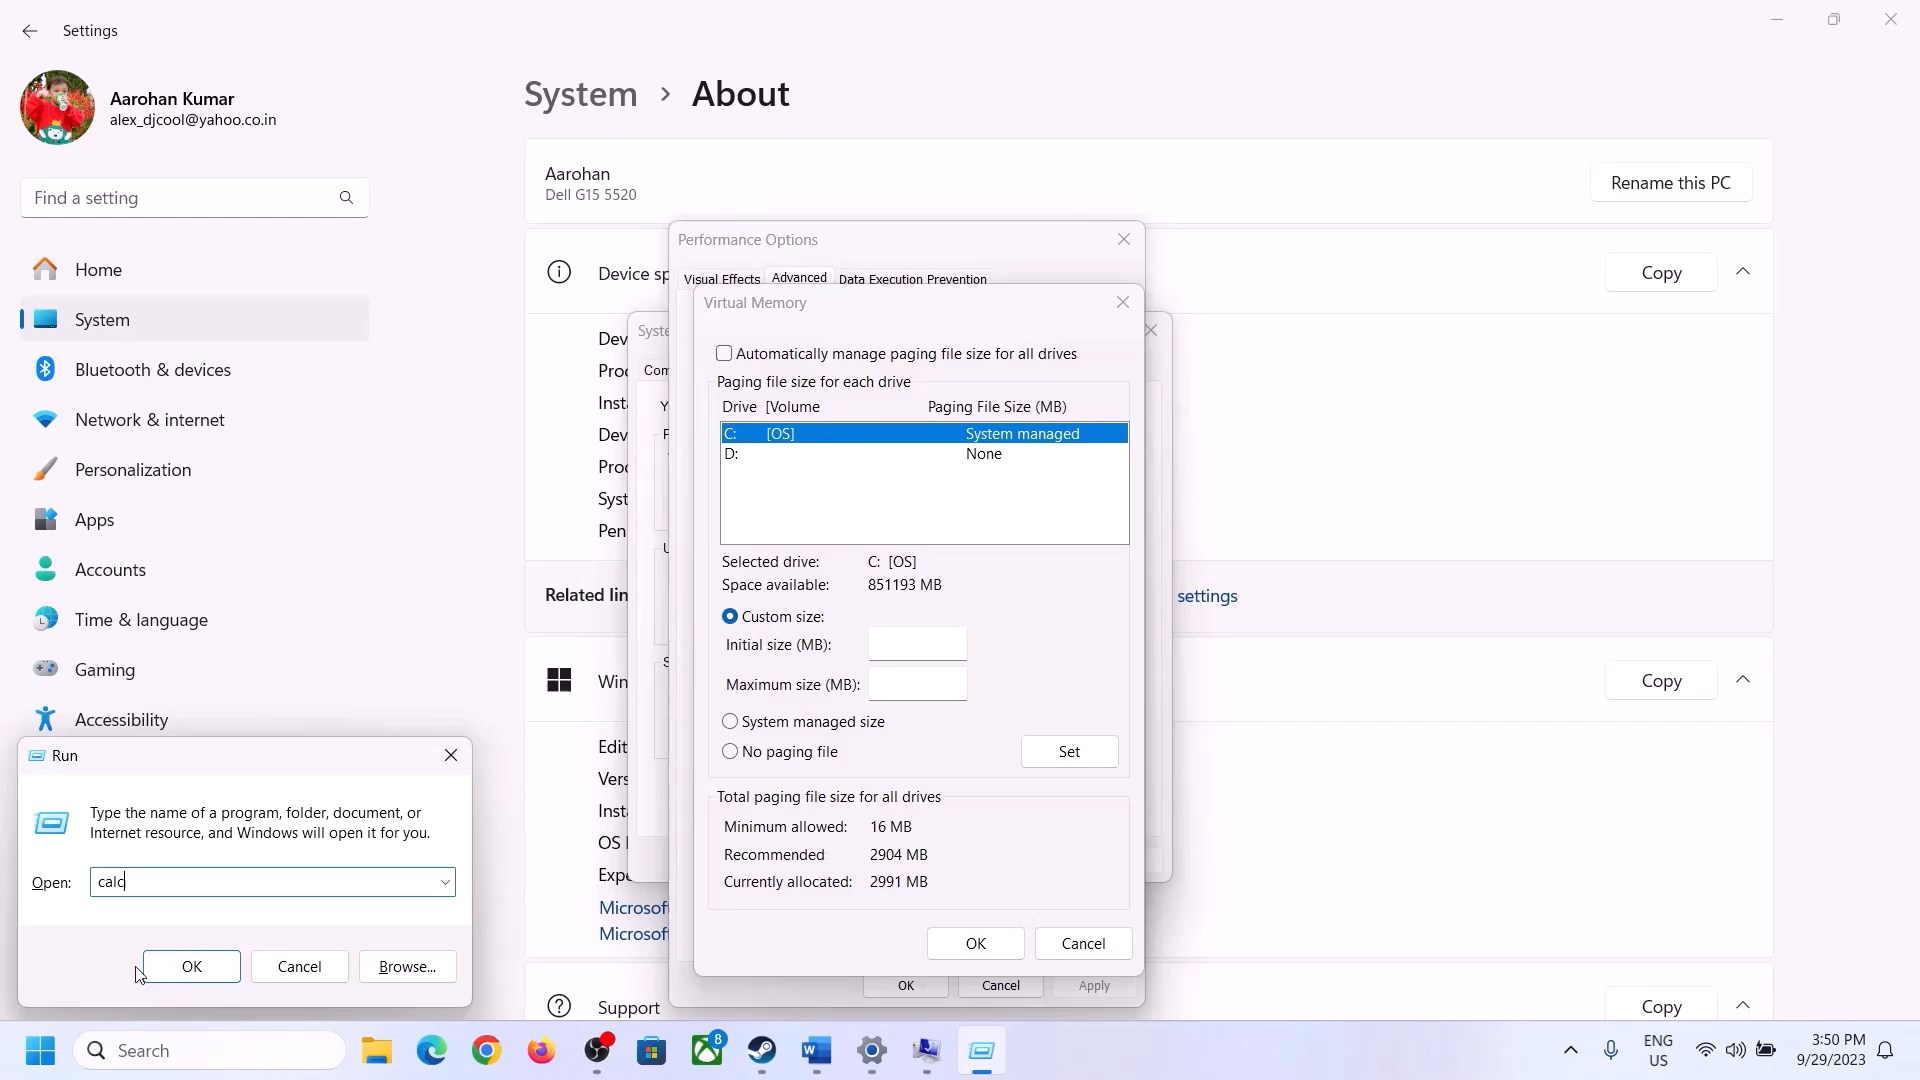 Settings
Aarohan Kumar
alex_djcool@yahoo.co.in
Find a setting
Home
System
Bluetooth & devices
Network & internet
Personalization
Apps
Accounts
Time & language
Gaming
Accessibility
System > About
Aarohan
Dell G15 5520
Rename this PC
Device sp
Copy
Dev
Proc
Insta
Dev
Proc
Syst
Pen
Related lin
settings
Win
Copy
Edit
Vers
Insta
OS
Expe
Microsof
Microsof
Support
Copy
Syste
Com
Performance Options
Visual Effects Advanced Data Execution Prevention
OK Cancel Apply
Virtual Memory
Automatically manage paging file size for all drives
Paging file size for each drive
Drive [Volume Paging File Size (MB)
C: [OS] System managed
D: None
Selected drive: C: [OS]
Space available: 851193 MB
Custom size:
Initial size (MB):
Maximum size (MB):
System managed size
No paging file
Set
Total paging file size for all drives
Minimum allowed: 16 MB
Recommended 2904 MB
Currently allocated: 2991 MB
OK Cancel
Run
Type the name of a program, folder, document, or
Internet resource, and Windows will open it for you.
Open: calc
OK Cancel Browse...
Search
8
ENG
US
3:50 PM
9/29/2023